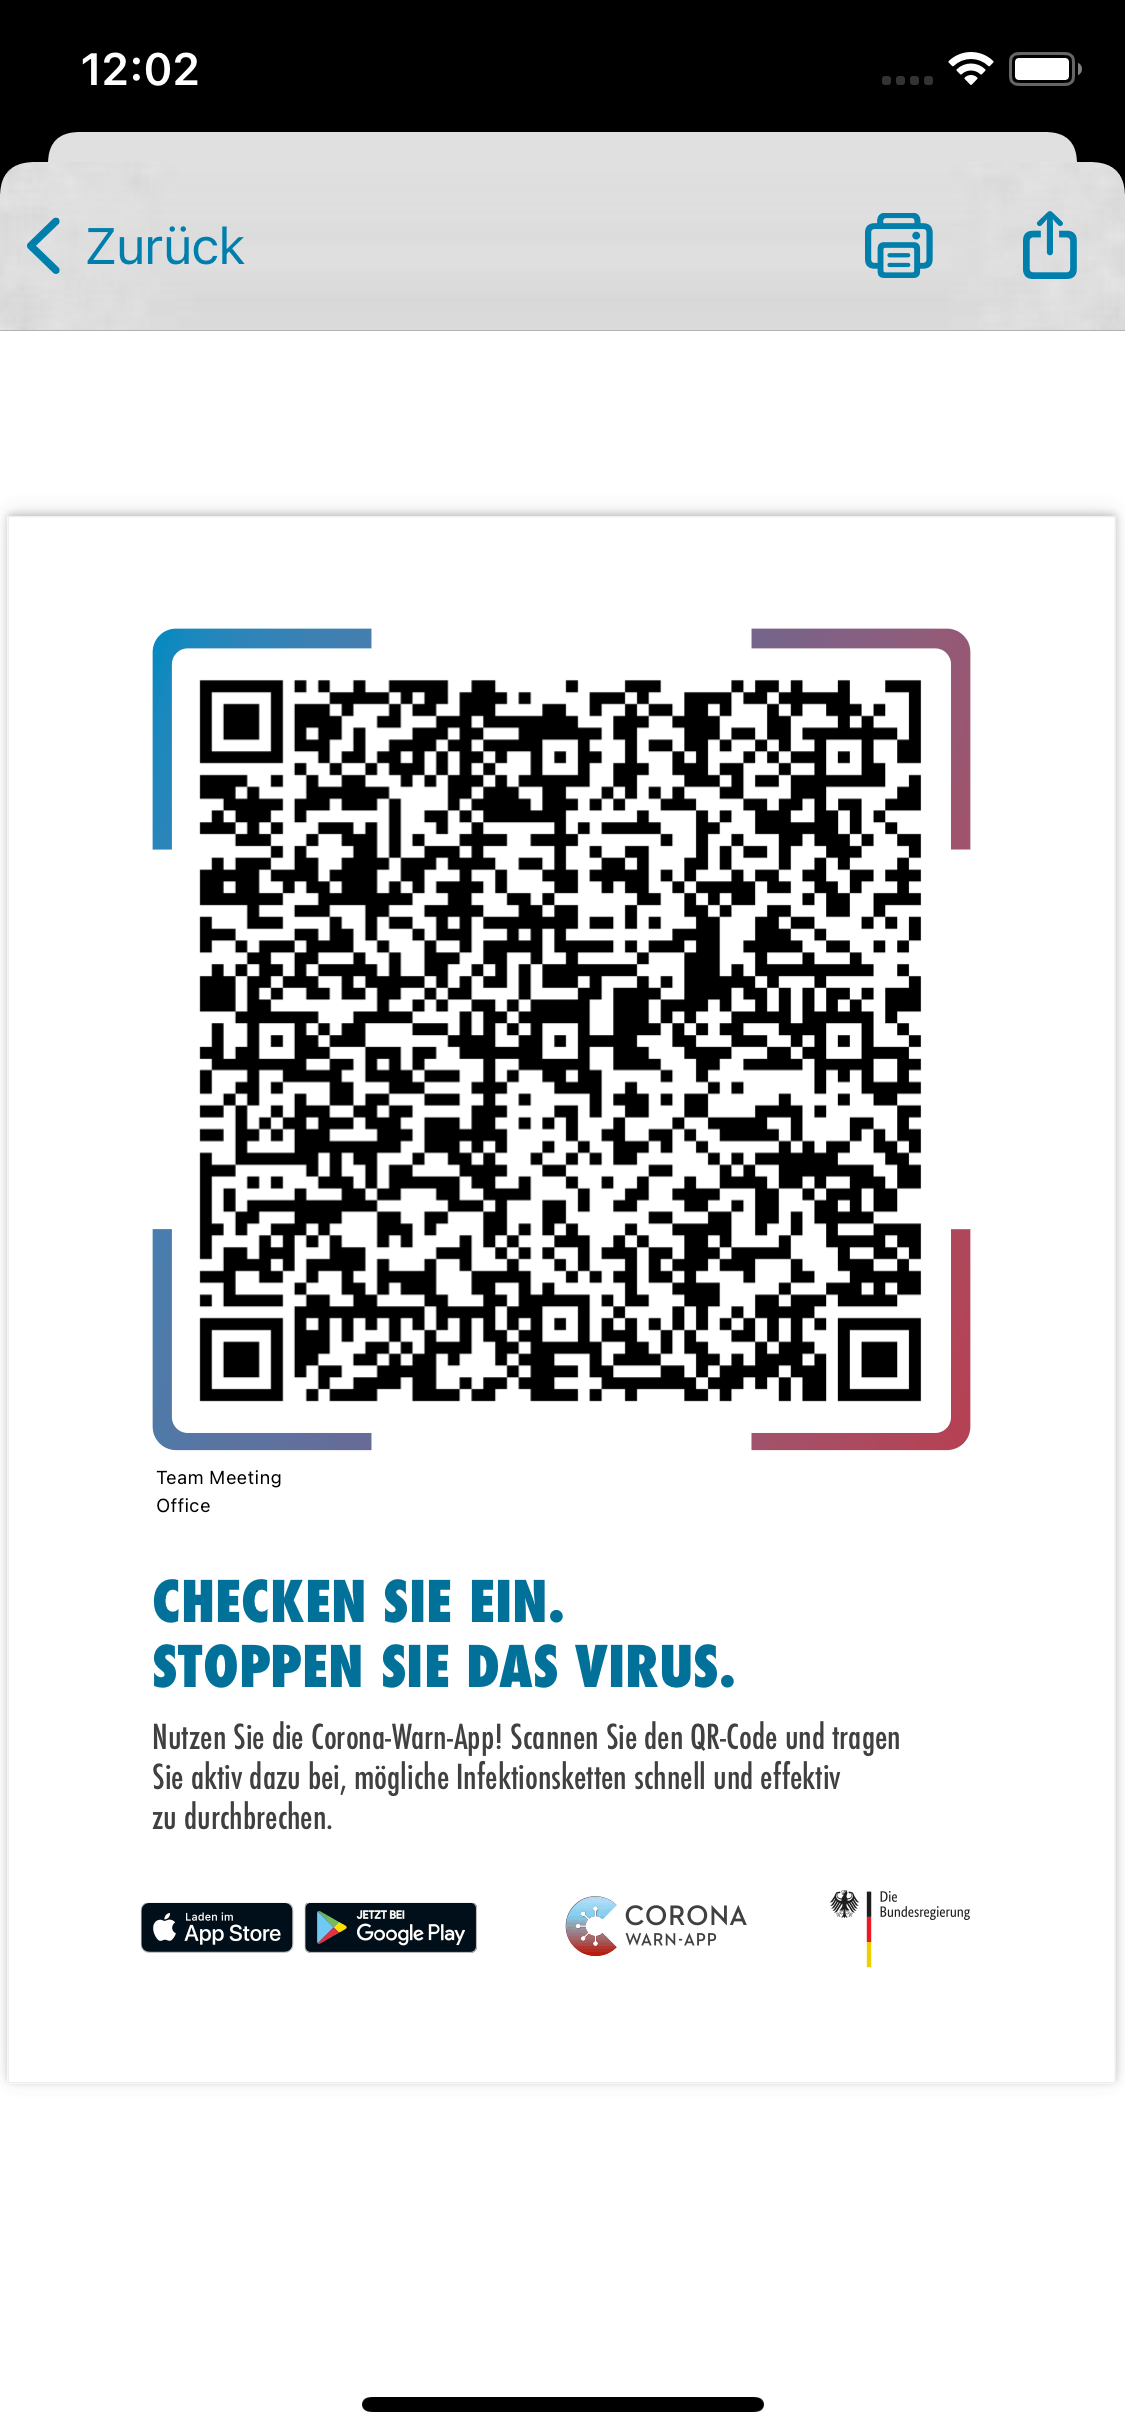 12:02
Zurück
Team Meeting
Office
CHECKEN SIE EIN.
STOPPEN SIE DAS VIRUS.
Nutzen Sie die Corona-Warn-App! Scannen Sie den QR-Code und tragen
Sie aktiv dazu bei, mögliche Infektionsketten schnell und effektiv
zu durchbrechen.
Laden im
App Store
JETZT BEI
Google Play
CORONA
WARN-APP
Die
Bundesregierung